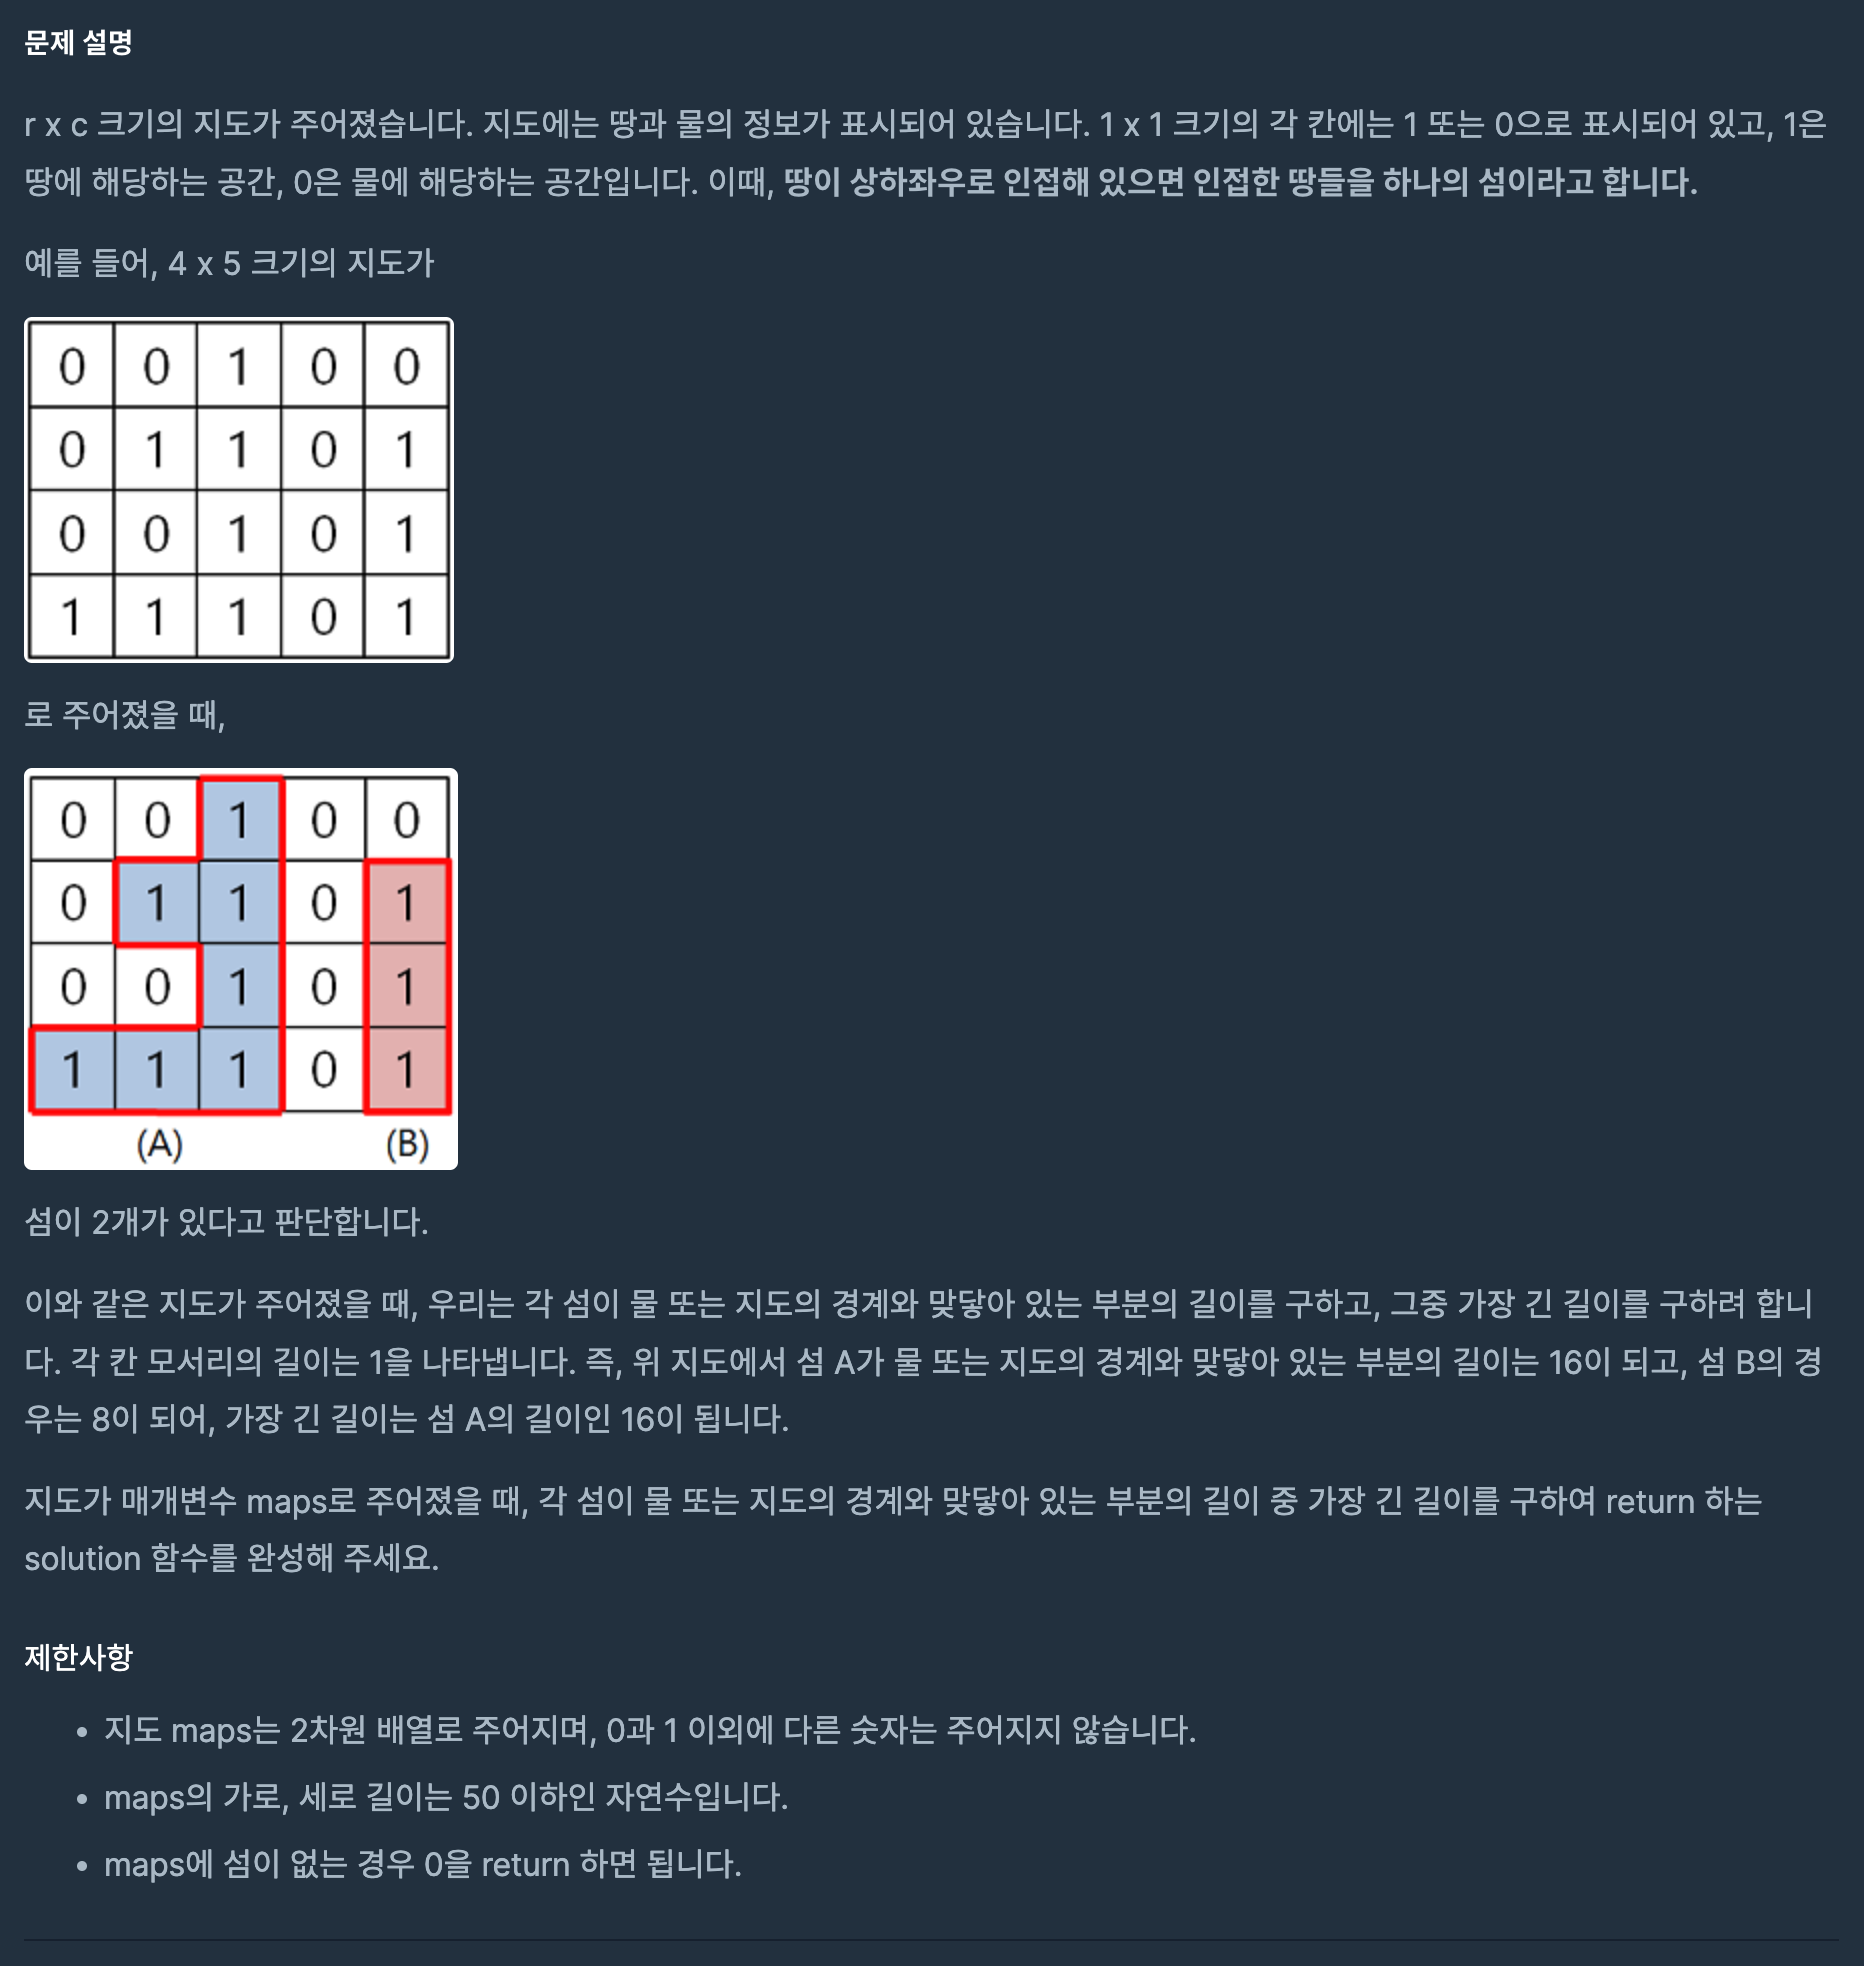 문제 설명
r x c 크기의 지도가 주어졌습니다. 지도에는 땅과 물의 정보가 표시되어 있습니다. 1 x 1 크기의 각 칸에는 1 또는 0으로 표시되어 있고, 1은
땅에 해당하는 공간, 0은 물에 해당하는 공간입니다. 이때, 땅이 상하좌우로 인접해 있으면 인접한 땅들을 하나의 섬이라고 합니다.
예를 들어, 4 x 5 크기의 지도가
0 0 1 0 0
0 1 1 0 1
0 0 1 0 1
1 1 1 0 1
로 주어졌을 때,
0 0 1 0 0
0 1 1 0 1
0 0 1 0 1
1 1 1 0 1
(A) (B)
섬이 2개가 있다고 판단합니다.
이와 같은 지도가 주어졌을 때, 우리는 각 섬이 물 또는 지도의 경계와 맞닿아 있는 부분의 길이를 구하고, 그중 가장 긴 길이를 구하려 합니
다. 각 칸 모서리의 길이는 1을 나타냅니다. 즉, 위 지도에서 섬 A가 물 또는 지도의 경계와 맞닿아 있는 부분의 길이는 16이 되고, 섬 B의 경
우는 8이 되어, 가장 긴 길이는 섬 A의 길이인 16이 됩니다.
지도가 매개변수 maps로 주어졌을 때, 각 섬이 물 또는 지도의 경계와 맞닿아 있는 부분의 길이 중 가장 긴 길이를 구하여 return 하는
solution 함수를 완성해 주세요.
제한사항
• 지도 maps는 2차원 배열로 주어지며, 0과 1 이외에 다른 숫자는 주어지지 않습니다.
• maps의 가로, 세로 길이는 50 이하인 자연수입니다.
• maps에 섬이 없는 경우 0을 return 하면 됩니다.